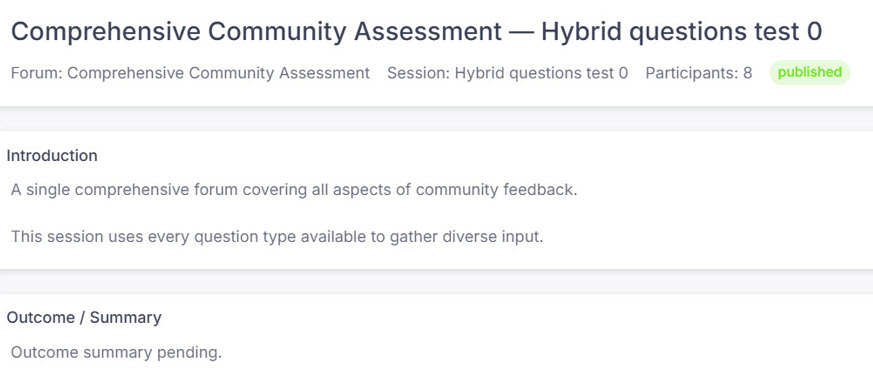 Comprehensive Community Assessment — Hybrid questions test 0
Forum: Comprehensive Community Assessment Session: Hybrid questions test 0 Participants: 8 published
Introduction
A single comprehensive forum covering all aspects of community feedback.
This session uses every question type available to gather diverse input.
Outcome / Summary
Outcome summary pending.